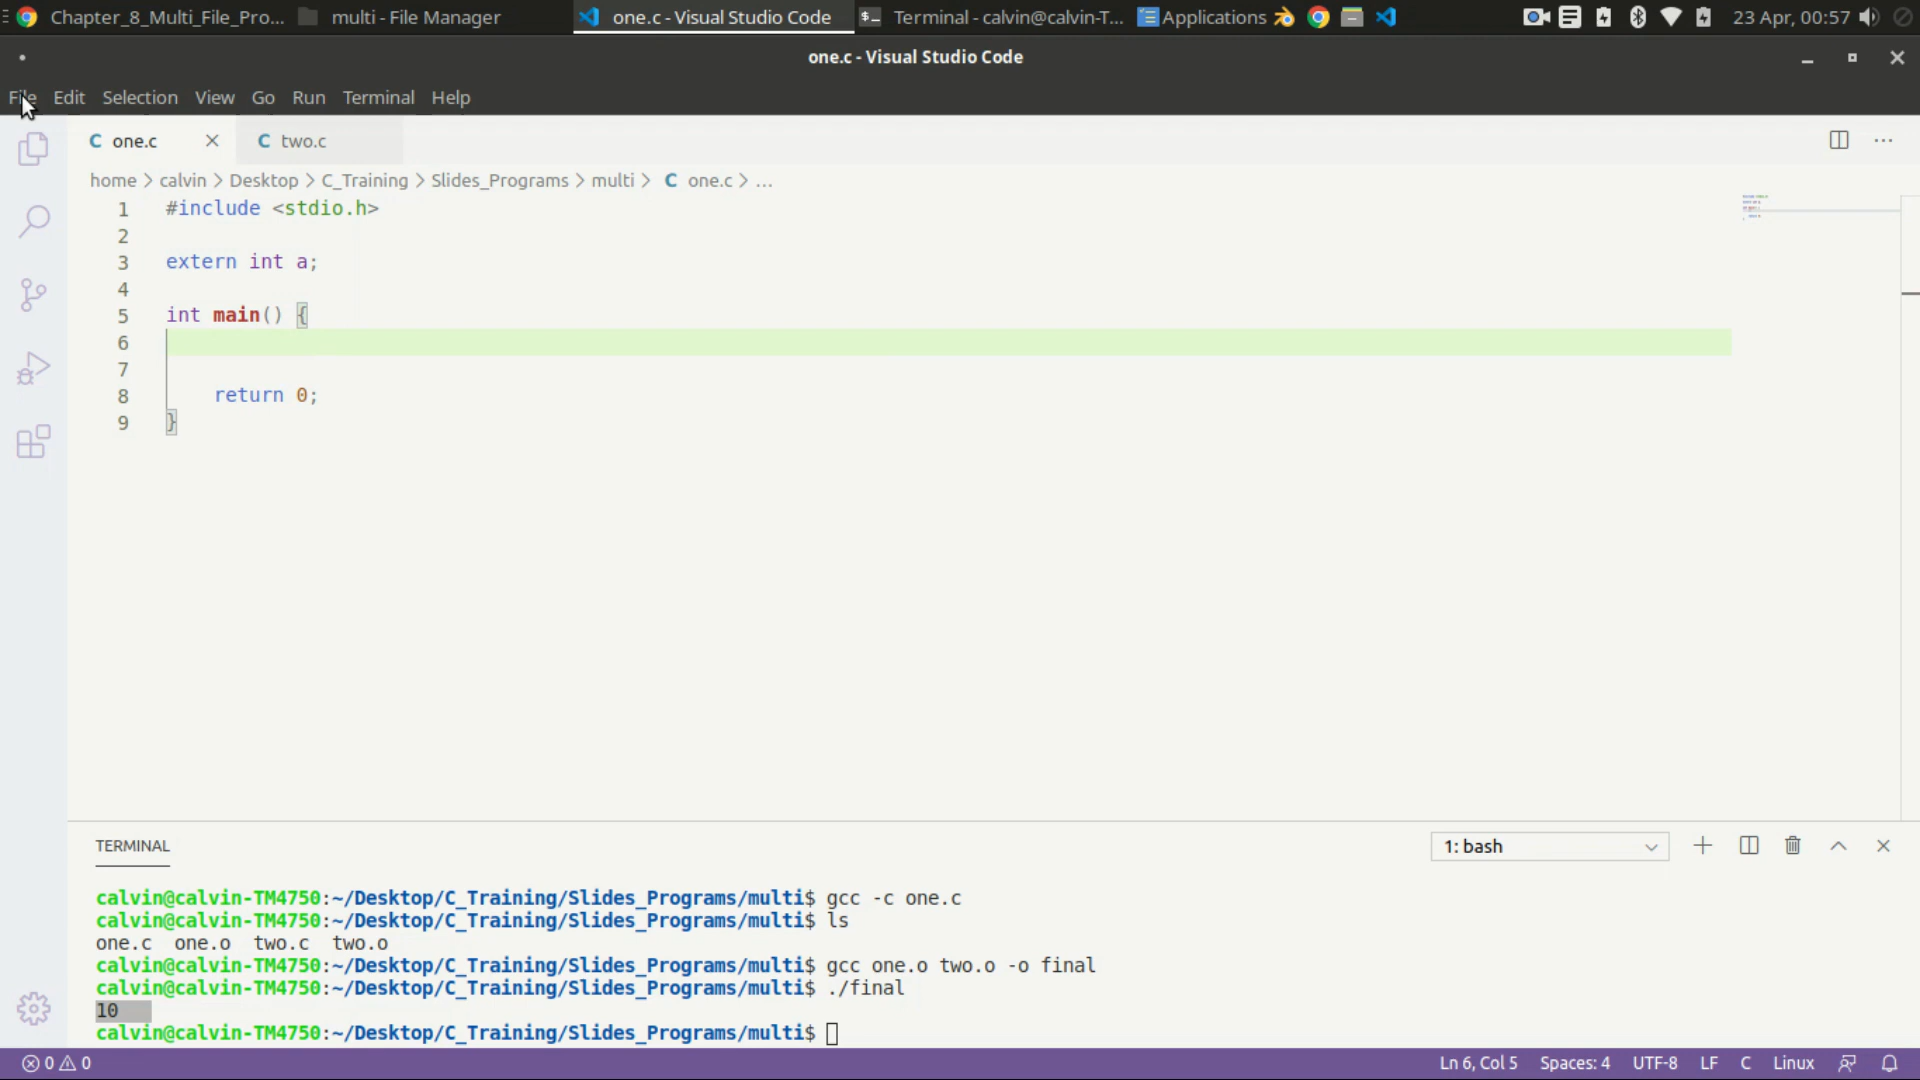 Chapter_8_Multi_File_Pro... multi - File Manager one.c - Visual Studio Code Terminal - calvin@calvin-T... Applications 23 Apr, 00:57
one.c - Visual Studio Code
File Edit Selection View Go Run Terminal Help
C one.c C two.c
home > calvin > Desktop > C_Training > Slides_Programs > multi > C one.c > ...
1 #include <stdio.h>
2
3 extern int a;
4
5 int main() {
6
7
8 return 0;
9 }
TERMINAL 1: bash
calvin@calvin-TM4750:~/Desktop/C_Training/Slides_Programs/multi$ gcc -c one.c
calvin@calvin-TM4750:~/Desktop/C_Training/Slides_Programs/multi$ ls
one.c one.o two.c two.o
calvin@calvin-TM4750:~/Desktop/C_Training/Slides_Programs/multi$ gcc one.o two.o -o final
calvin@calvin-TM4750:~/Desktop/C_Training/Slides_Programs/multi$ ./final
10
calvin@calvin-TM4750:~/Desktop/C_Training/Slides_Programs/multi$
0 0 Ln 6, Col 5 Spaces: 4 UTF-8 LF C Linux